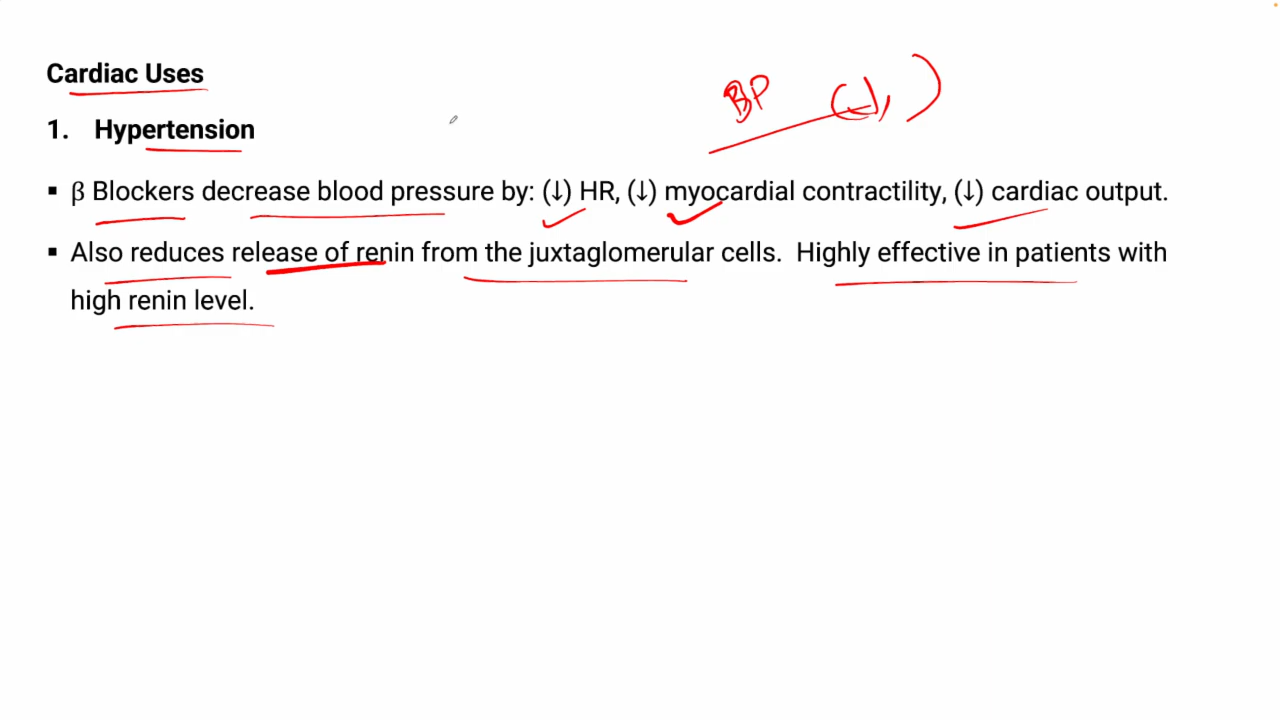 Cardiac Uses
BP (↓, )
1. Hypertension
▪ β Blockers decrease blood pressure by: (↓) HR, (↓) myocardial contractility, (↓) cardiac output.
▪ Also reduces release of renin from the juxtaglomerular cells. Highly effective in patients with
high renin level.